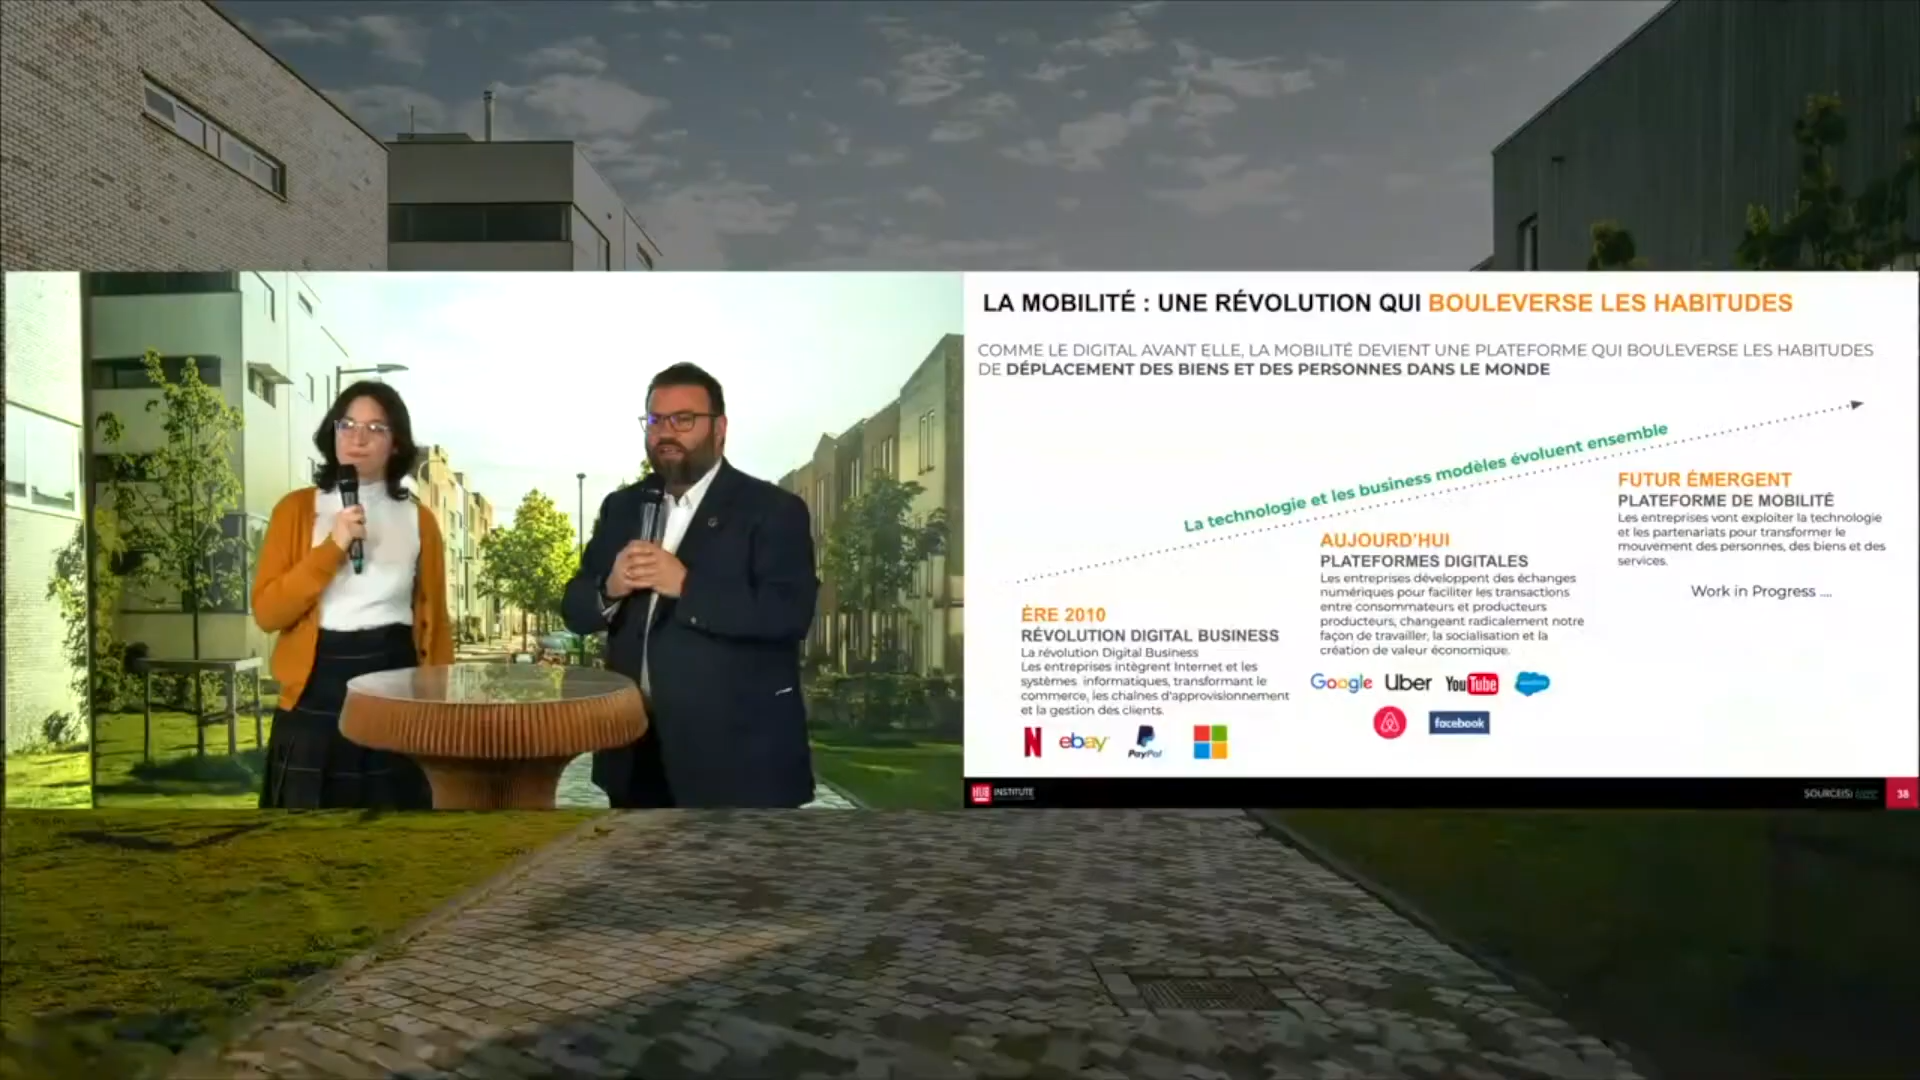 LA MOBILITÉ : UNE RÉVOLUTION QUI BOULEVERSE LES HABITUDES
COMME LE DIGITAL AVANT ELLE, LA MOBILITÉ DEVIENT UNE PLATEFORME QUI BOULEVERSE LES HABITUDES
DE DÉPLACEMENT DES BIENS ET DES PERSONNES DANS LE MONDE
La technologie et les business modèles évoluent ensemble
ÈRE 2010
RÉVOLUTION DIGITAL BUSINESS
La révolution Digital Business
Les entreprises intègrent Internet et les
systèmes informatiques, transformant le
commerce, les chaînes d'approvisionnement
et la gestion des clients.
N ebay PayPal
AUJOURD'HUI
PLATEFORMES DIGITALES
Les entreprises développent des échanges
numériques pour faciliter les transactions
entre consommateurs et producteurs
producteurs, changeant radicalement notre
façon de travailler, la socialisation et la
création de valeur économique.
Google Uber YouTube
facebook
FUTUR ÉMERGENT
PLATEFORME DE MOBILITÉ
Les entreprises vont exploiter la technologie
et les partenariats pour transformer le
mouvement des personnes, des biens et des
services.
Work in Progress ....
HUB INSTITUTE
SOURCE(S)
38